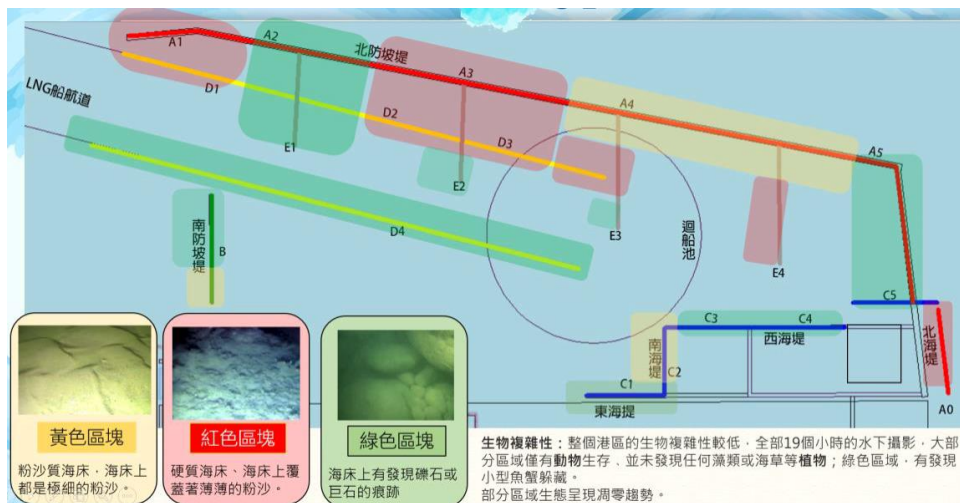 A1
A2
北防坡堤
A3
A4
A5
LNG船航道
D1
D2
D3
E1
E2
E3
E4
D4
南防坡堤
B
迴船池
C5
北海堤
A0
C3
C4
西海堤
南海堤
C2
C1
東海堤
黃色區塊
粉沙質海床，海床上
都是極細的粉沙。
紅色區塊
硬質海床、海床上覆
蓋著薄薄的粉沙。
綠色區塊
海床上有發現礫石或
巨石的痕跡
生物複雜性：整個港區的生物複雜性較低，全部19個小時的水下攝影，大部
分區域僅有動物生存，並未發現任何藻類或海草等植物；綠色區域，有發現
小型魚蟹躲藏。
部分區域生態呈現凋零趨勢。